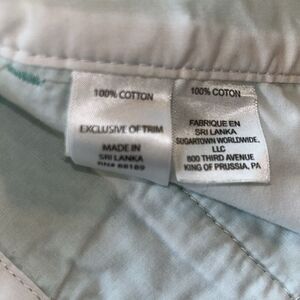 100% COTTON
EXCLUSIVE OF TRIM
MADE IN
SRI LANKA
100% COTON
FABRIQUE EN
SRI LANKA
SUGARTOWN WORLDWIDE,
LLC
800 THIRD AVENUE
KING OF PRUSSIA, PA